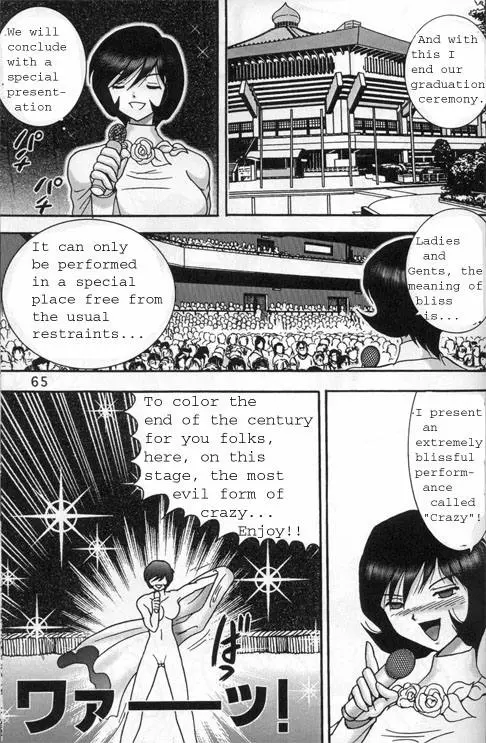 And with
this I
end our
graduation
ceremony.
We will
conclude
with a
special
present-
ation
パチ
パチ
Ladies
and
Gents, the
meaning of
bliss
is...
It can only
be performed
in a special
place free from
the usual
restraints...
65
I present
an
extremely
blissful
perform-
ance
called
"Crazy"!
To color the
end of the century
for you folks,
here, on this
stage, the most
evil form of
crazy...
Enjoy!!
ばっ
ワァーッ!